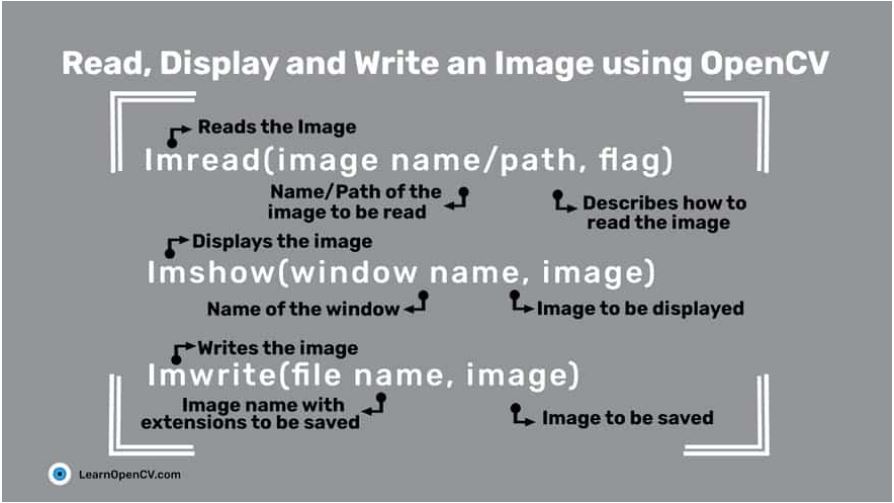 Read, Display and Write an Image using OpenCV
Reads the Image
Imread(image name/path, flag)
Name/Path of the
image to be read
Describes how to
read the image
Displays the image
Imshow(window name, image)
Name of the window
Image to be displayed
Writes the image
Imwrite(file name, image)
Image name with
extensions to be saved
Image to be saved
LearnOpenCV.com